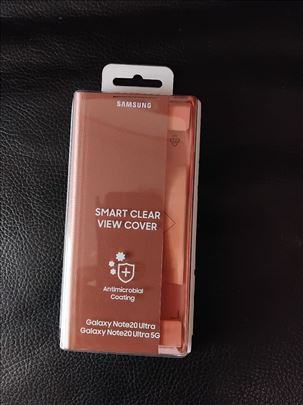 SAMSUNG
SMART CLEAR
VIEW COVER
Antimicrobial
Coating
Galaxy Note20 Ultra
Galaxy Note20 Ultra 5G